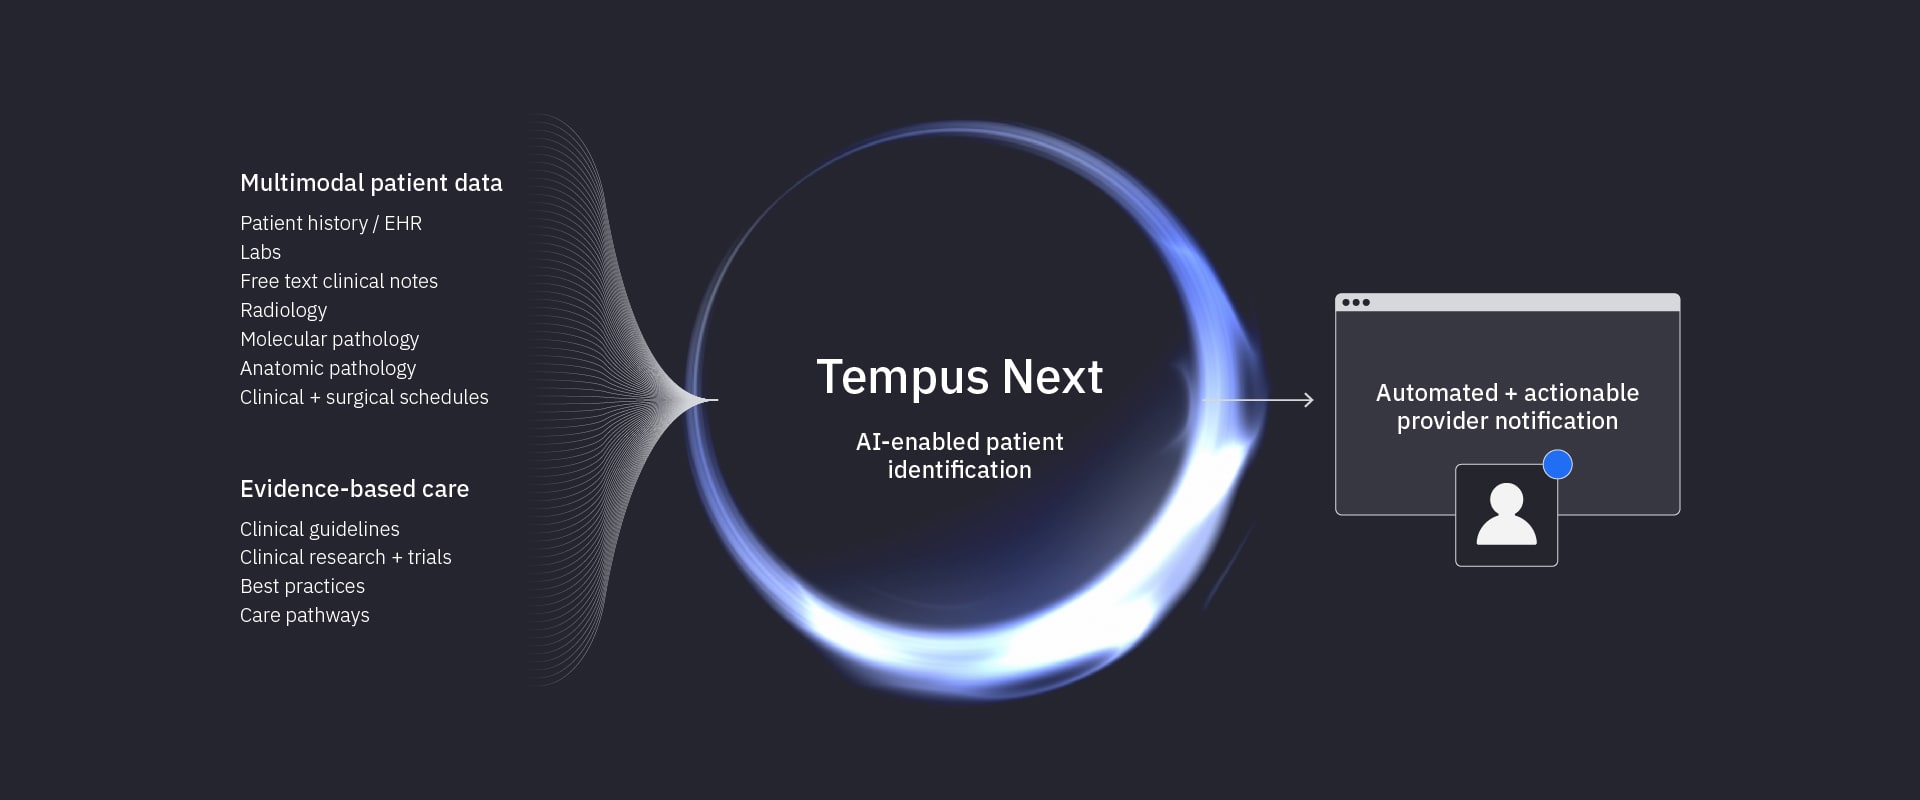 Multimodal patient data
Patient history / EHR
Labs
Free text clinical notes
Radiology
Molecular pathology
Anatomic pathology
Clinical + surgical schedules
Evidence-based care
Clinical guidelines
Clinical research + trials
Best practices
Care pathways
Tempus Next
AI-enabled patient
identification
Automated + actionable
provider notification